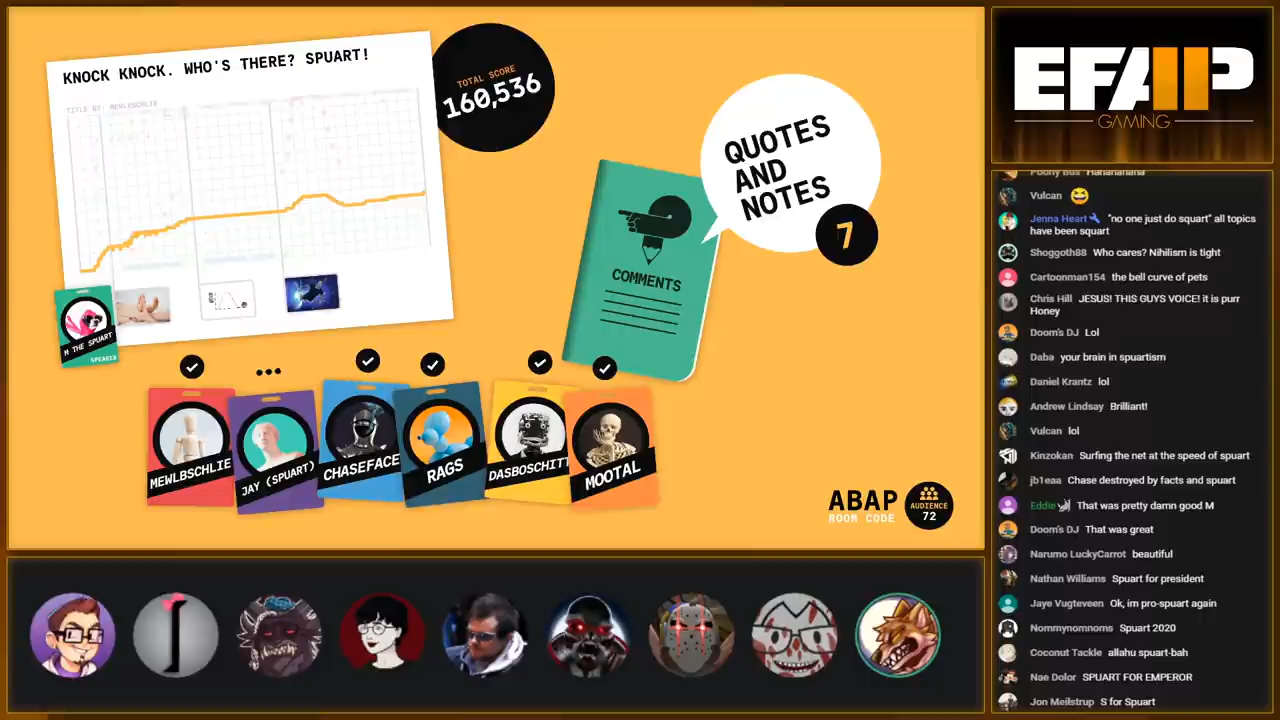 KNOCK KNOCK. WHO'S THERE? SPUART!
TITLE BY: MEWLBSCHLIE
TOTAL SCORE
160,536
QUOTES
AND
NOTES
7
COMMENTS
M THE SPUART
SPEAKER
MEWLBSCHLIE
JAY (SPUART)
CHASEFACE
RAGS
DASBOSCHITT
MOOTAL
ABAP
ROOM CODE
AUDIENCE
72
EFAP
GAMING
Vulcan 😆
Jenna Heart🔧 "no one just do squart" all topics
have been squart
Shoggoth88 Who cares? Nihilism is tight
Cartoonman154 the bell curve of pets
Chris Hill JESUS! THIS GUYS VOICE! it is purr
Honey
Doom's DJ Lol
Daba your brain in spuartism
Daniel Krantz lol
Andrew Lindsay Brilliant!
Vulcan lol
Kinzokan Surfing the net at the speed of spuart
jb1eaa Chase destroyed by facts and spuart
Eddie That was pretty damn good M
Doom's DJ That was great
Narumo LuckyCarrot beautiful
Nathan Williams Spuart for president
Jaye Vugteveen Ok, im pro-spuart again
Nommynomnoms Spuart 2020
Coconut Tackle allahu spuart-bah
Nae Dolor SPUART FOR EMPEROR
Jon Meilstrup S for Spuart